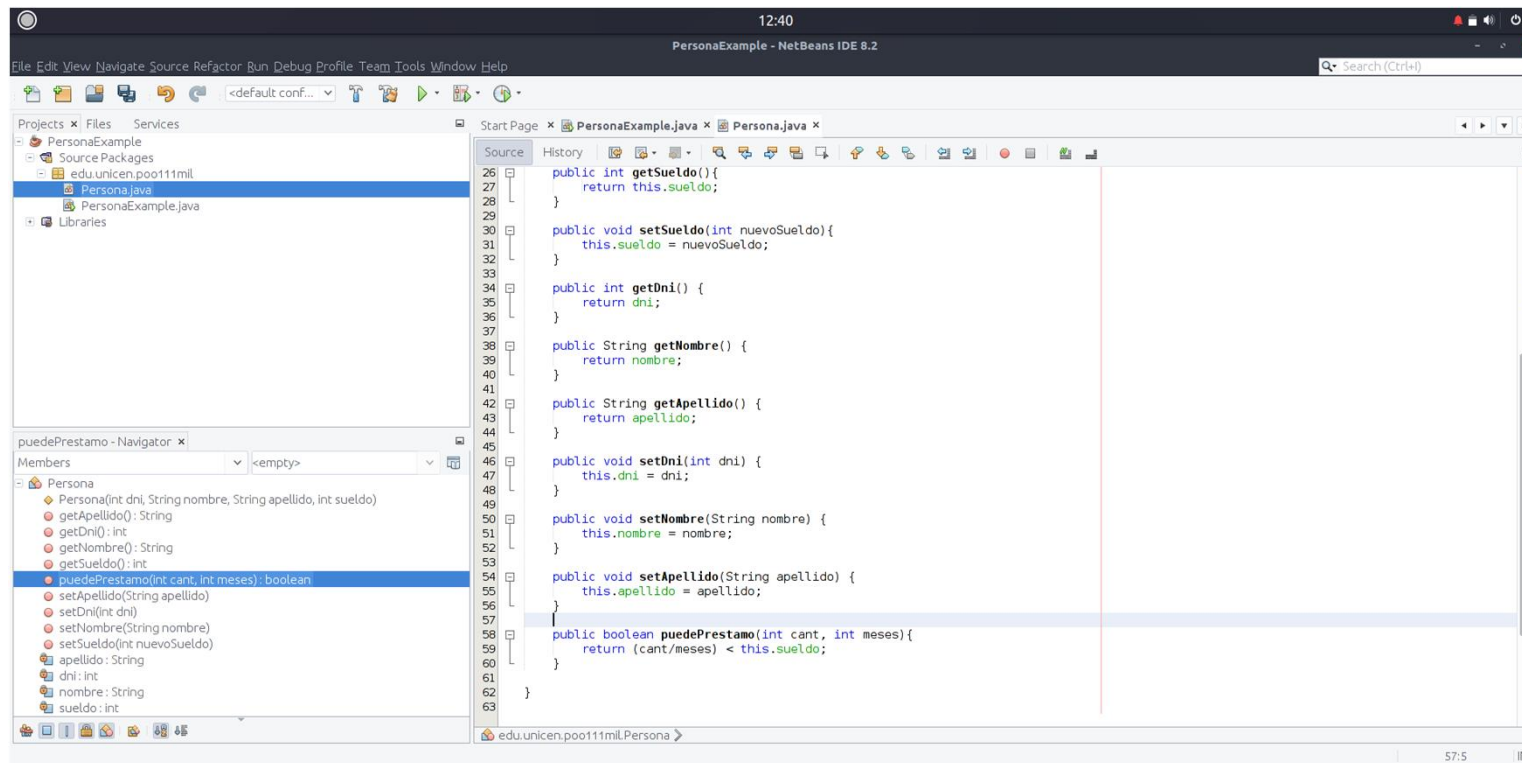 12:40
PersonaExample - NetBeans IDE 8.2
File Edit View Navigate Source Refactor Run Debug Profile Team Tools Window Help
Search (Ctrl+I)
<default conf...
Projects Files Services
PersonaExample
Source Packages
edu.unicen.poo111mil
Persona.java
PersonaExample.java
Libraries
puedePrestamo - Navigator
Members <empty>
Persona
Persona(int dni, String nombre, String apellido, int sueldo)
getApellido() : String
getDni() : int
getNombre() : String
getSueldo() : int
puedePrestamo(int cant, int meses) : boolean
setApellido(String apellido)
setDni(int dni)
setNombre(String nombre)
setSueldo(int nuevoSueldo)
apellido : String
dni : int
nombre : String
sueldo : int
Start Page PersonaExample.java Persona.java
Source History
26 public int getSueldo(){
27 return this.sueldo;
28 }
29
30 public void setSueldo(int nuevoSueldo){
31 this.sueldo = nuevoSueldo;
32 }
33
34 public int getDni() {
35 return dni;
36 }
37
38 public String getNombre() {
39 return nombre;
40 }
41
42 public String getApellido() {
43 return apellido;
44 }
45
46 public void setDni(int dni) {
47 this.dni = dni;
48 }
49
50 public void setNombre(String nombre) {
51 this.nombre = nombre;
52 }
53
54 public void setApellido(String apellido) {
55 this.apellido = apellido;
56 }
57
58 public boolean puedePrestamo(int cant, int meses){
59 return (cant/meses) < this.sueldo;
60 }
61
62 }
63
edu.unicen.poo111mil.Persona
57:5